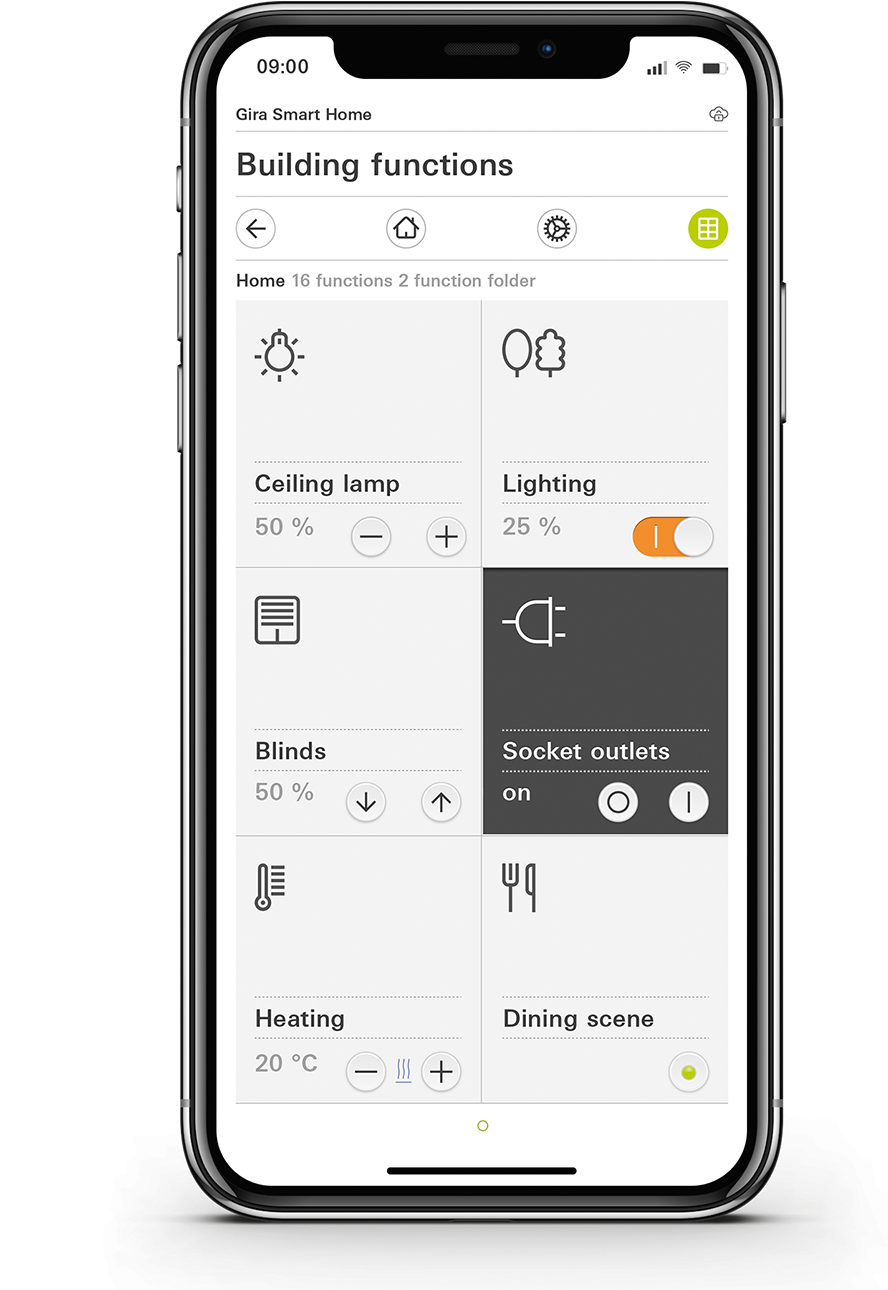 09:00
Gira Smart Home
Building functions
Home 16 functions 2 function folder
Ceiling lamp
50 %
Lighting
25 %
Blinds
50 %
Socket outlets
on
Heating
20 °C
Dining scene